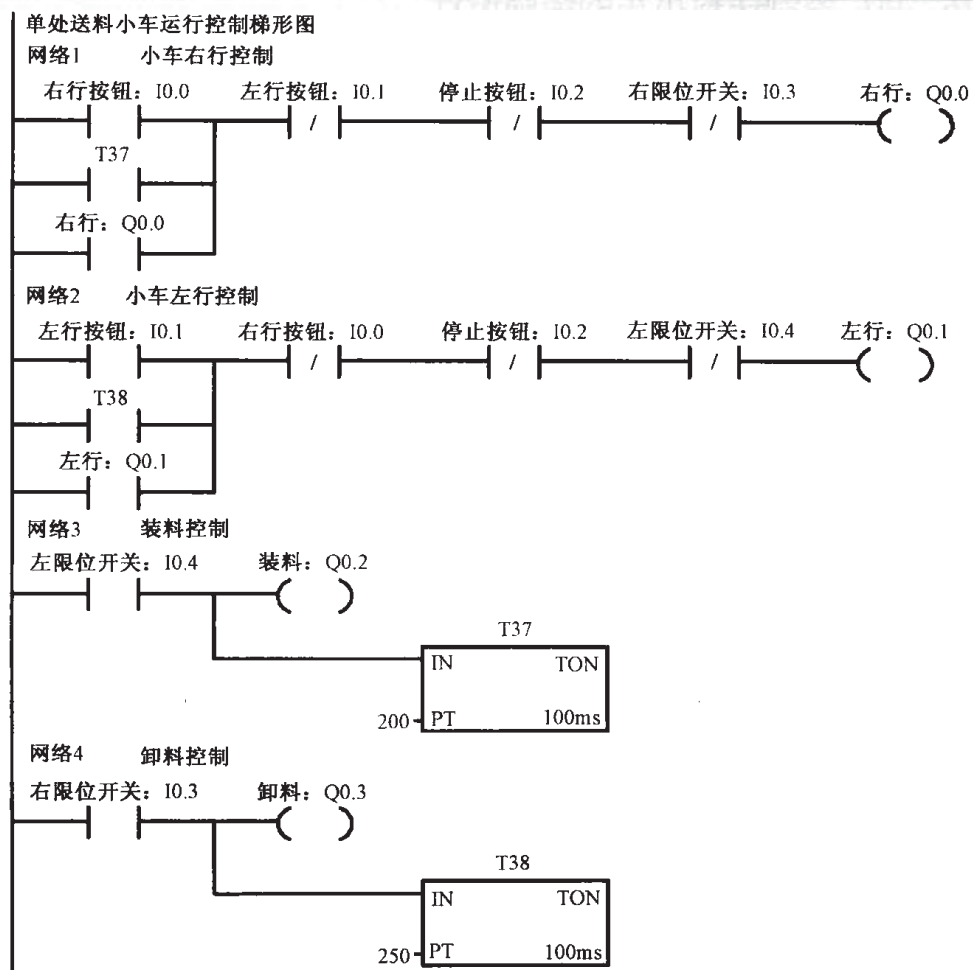 单处送料小车运行控制梯形图
网络1 小车右行控制
右行按钮：I0.0 左行按钮：I0.1 停止按钮：I0.2 右限位开关：I0.3 右行：Q0.0
/ / /
T37
右行：Q0.0
网络2 小车左行控制
左行按钮：I0.1 右行按钮：I0.0 停止按钮：I0.2 左限位开关：I0.4 左行：Q0.1
/ / /
T38
左行：Q0.1
网络3 装料控制
左限位开关：I0.4 装料：Q0.2
T37
IN TON
200 PT 100ms
网络4 卸料控制
右限位开关：I0.3 卸料：Q0.3
T38
IN TON
250 PT 100ms